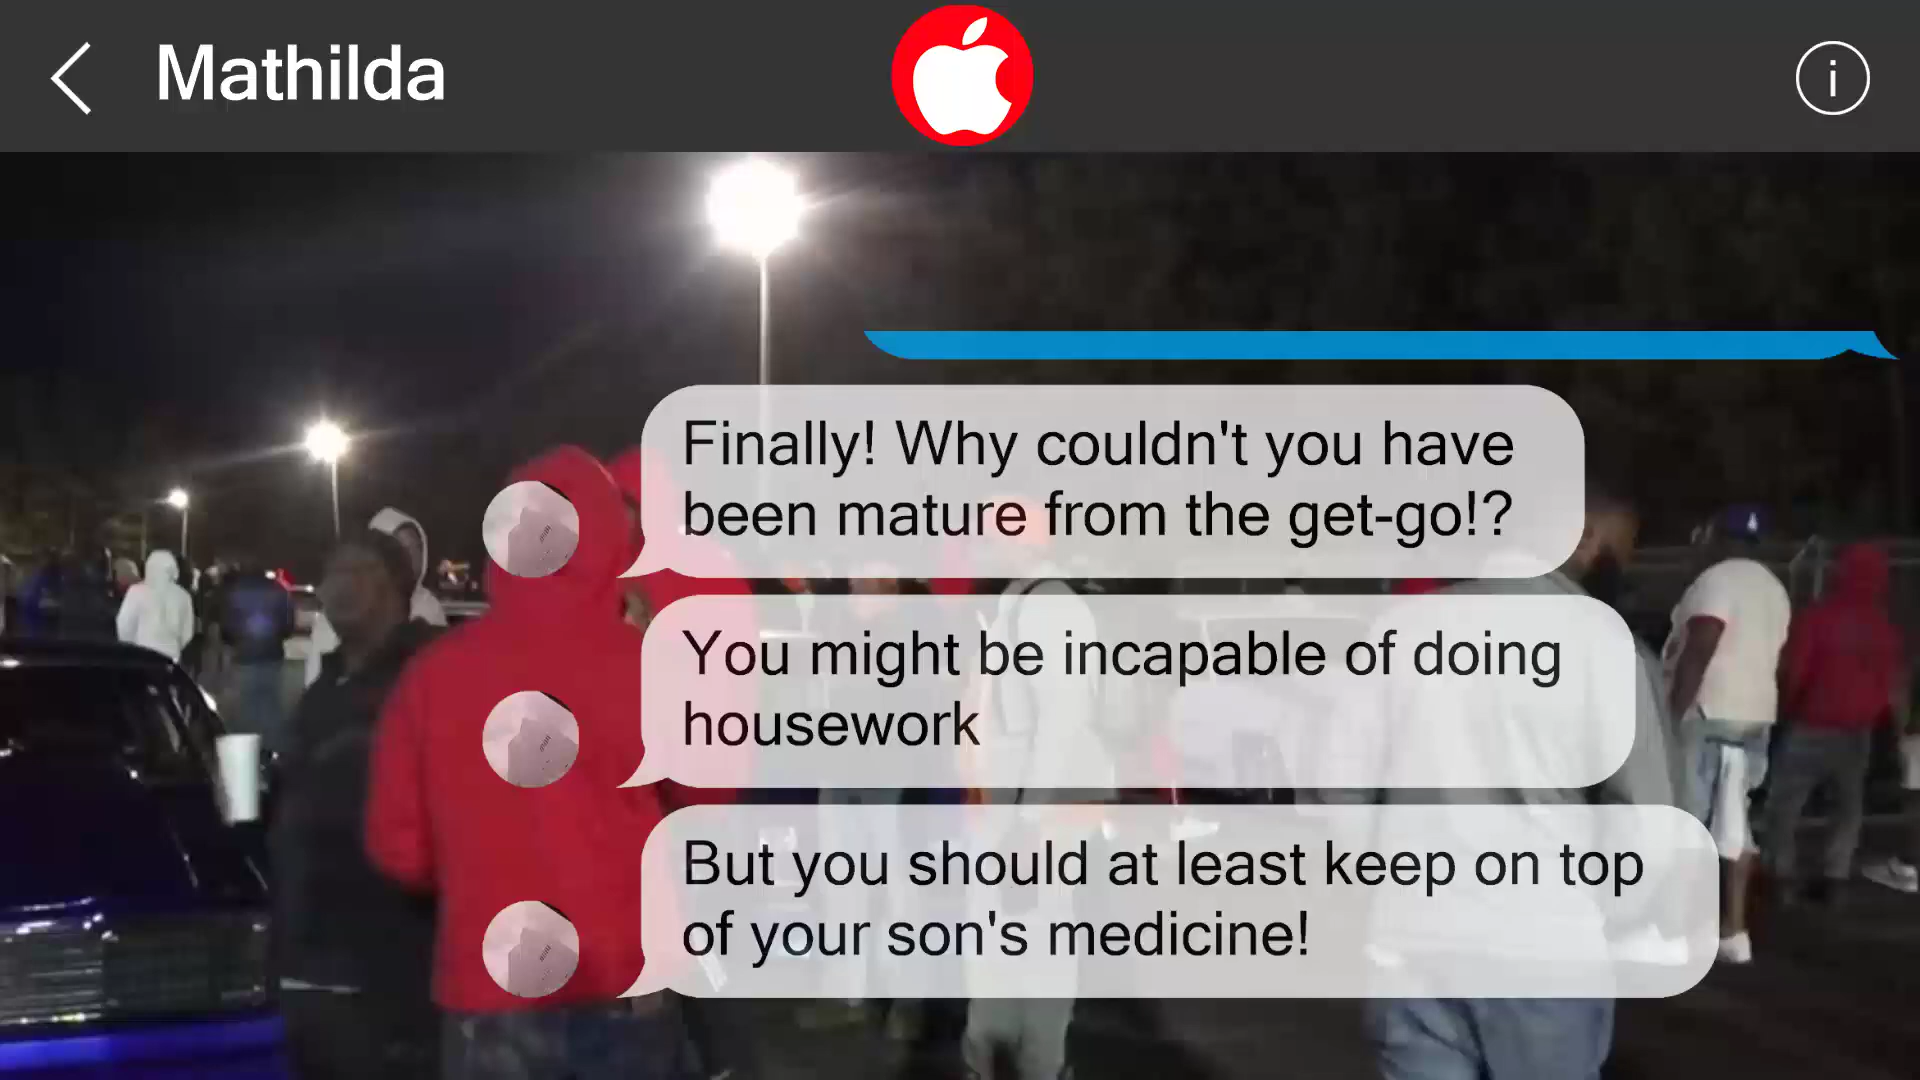 Mathilda
i
Finally! Why couldn't you have
been mature from the get-go!?
You might be incapable of doing
housework
But you should at least keep on top
of your son's medicine!